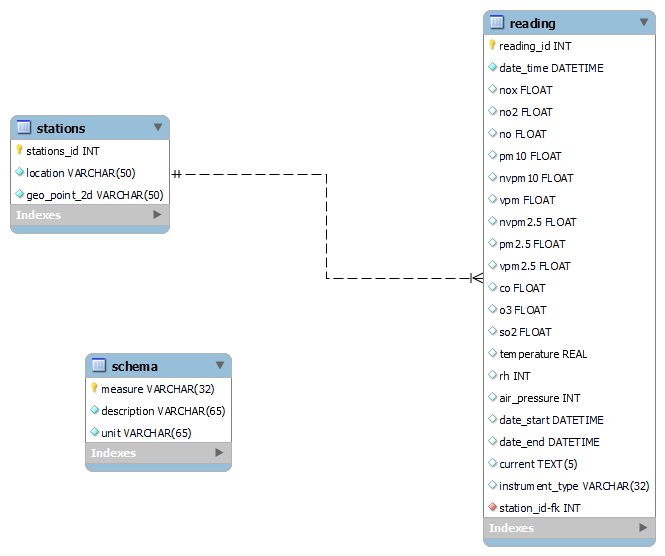 stations
stations_id INT
location VARCHAR(50)
geo_point_2d VARCHAR(50)
Indexes
schema
measure VARCHAR(32)
description VARCHAR(65)
unit VARCHAR(65)
Indexes
reading
reading_id INT
date_time DATETIME
nox FLOAT
no2 FLOAT
no FLOAT
pm10 FLOAT
nvpm10 FLOAT
vpm FLOAT
nvpm2.5 FLOAT
pm2.5 FLOAT
vpm2.5 FLOAT
co FLOAT
o3 FLOAT
so2 FLOAT
temperature REAL
rh INT
air_pressure INT
date_start DATETIME
date_end DATETIME
current TEXT(5)
instrument_type VARCHAR(32)
station_id-fk INT
Indexes